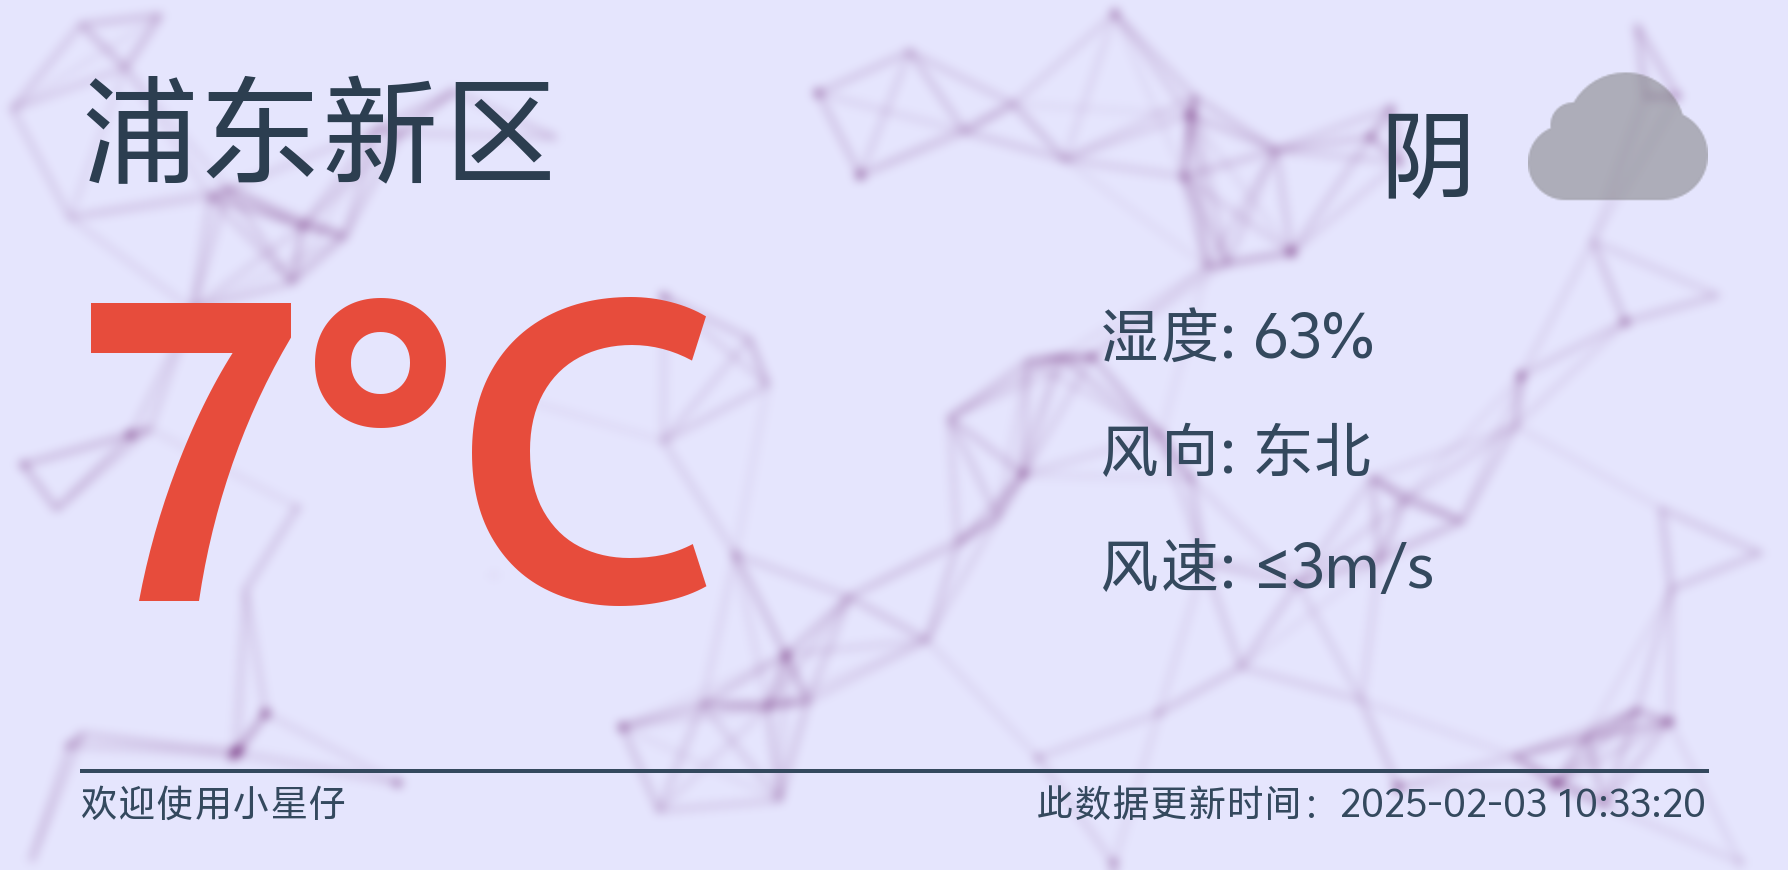 浦东新区
阴
7°C
湿度: 63%
风向: 东北
风速: ≤3m/s
欢迎使用小星仔
此数据更新时间：2025-02-03 10:33:20